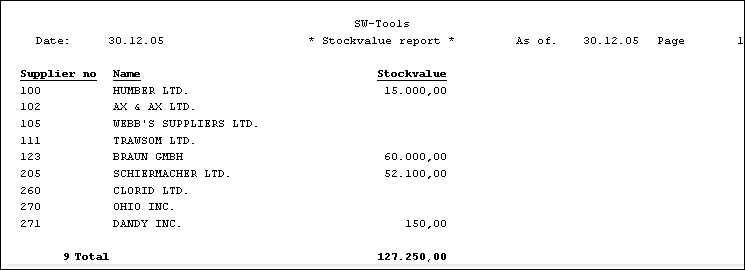 SW-Tools
Date: 30.12.05 * Stockvalue report * As of. 30.12.05 Page 1
Supplier no Name Stockvalue
100 HUMBER LTD. 15.000,00
102 AX & AX LTD.
105 WEBB'S SUPPLIERS LTD.
111 TRAWSOM LTD.
123 BRAUN GMBH 60.000,00
205 SCHIERMACHER LTD. 52.100,00
260 CLORID LTD.
270 OHIO INC.
271 DANDY INC. 150,00
9 Total 127.250,00